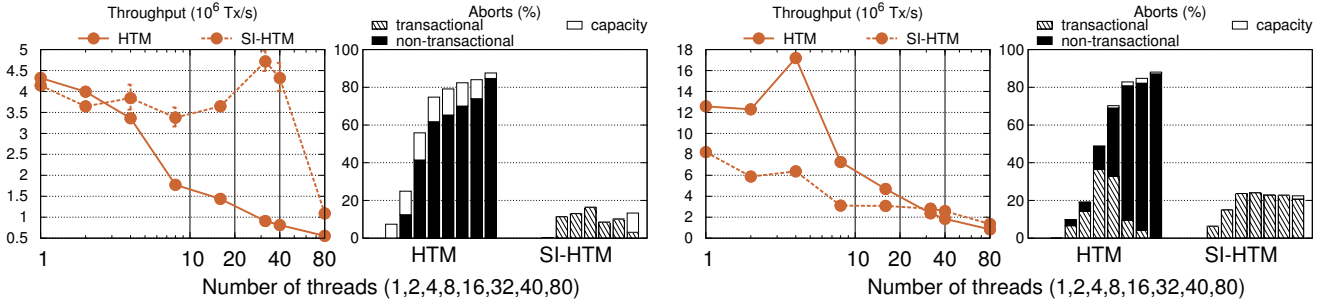 Throughput (10⁶ Tx/s)
HTM SI-HTM
5
4.5
4
3.5
3
2.5
2
1.5
1
0.5
1 10 20 40 80
Aborts (%)
transactional capacity
non-transactional
100
80
60
40
20
0
HTM SI-HTM
Throughput (10⁶ Tx/s)
HTM SI-HTM
18
16
14
12
10
8
6
4
2
0
1 10 20 40 80
Aborts (%)
transactional capacity
non-transactional
100
80
60
40
20
0
HTM SI-HTM
Number of threads (1,2,4,8,16,32,40,80)
Number of threads (1,2,4,8,16,32,40,80)